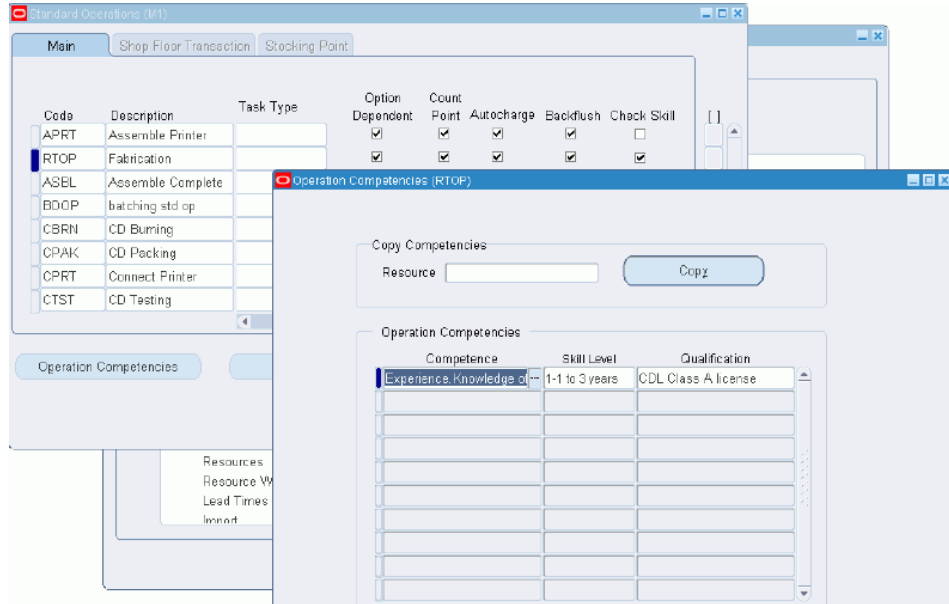 Standard Operations (M1)
Main
Shop Floor Transaction
Stocking Point
Code
Description
Task Type
Option Dependent
Count Point
Autocharge
Backflush
Check Skill
[ ]
APRT Assemble Printer
RTOP Fabrication
ASBL Assemble Complete
BDOP batching std op
CBRN CD Burning
CPAK CD Packing
CPRT Connect Printer
CTST CD Testing
Operation Competencies
Resources
Resource W
Lead Times
Import
Operation Competencies (RTOP)
Copy Competencies
Resource
Copy
Operation Competencies
Competence Skill Level Qualification
Experience.Knowledge of 1-1 to 3 years CDL Class A license